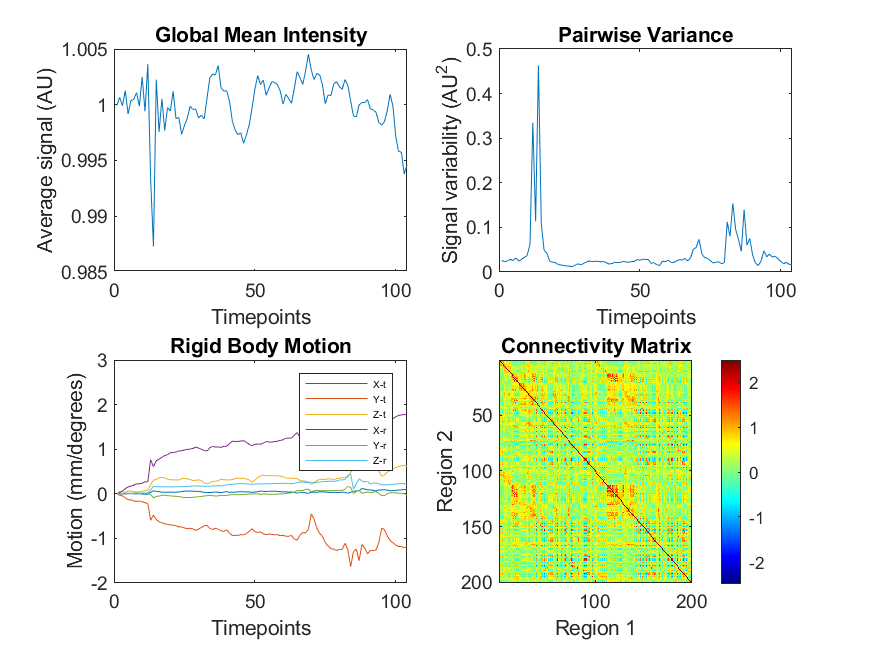 Global Mean Intensity
Average signal (AU)
1.005
1
0.995
0.99
0.985
0
50
100
Timepoints
Pairwise Variance
Signal variability (AU²)
0.5
0.4
0.3
0.2
0.1
0
0
50
100
Timepoints
Rigid Body Motion
Motion (mm/degrees)
3
2
1
0
-1
-2
0
50
100
Timepoints
X-t
Y-t
Z-t
X-r
Y-r
Z-r
Connectivity Matrix
Region 2
50
100
150
200
100
200
Region 1
2
1
0
-1
-2